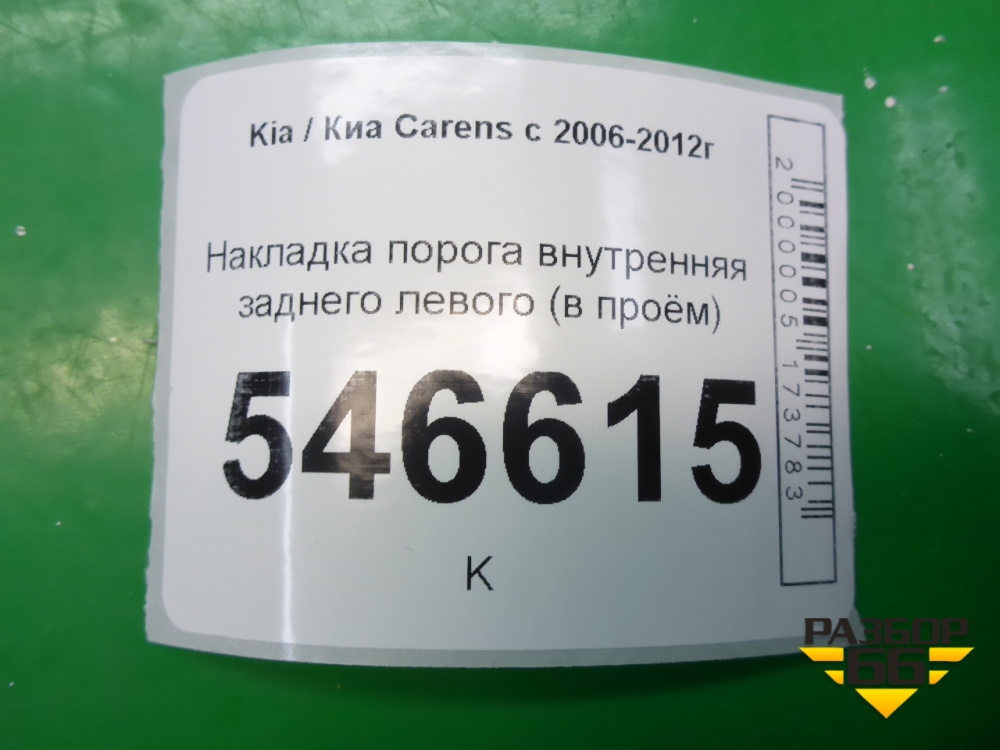 Kia / Киа Carens с 2006-2012г
Накладка порога внутренняя
заднего левого (в проём)
546615
К
2000005173783
РАЗБОР
66